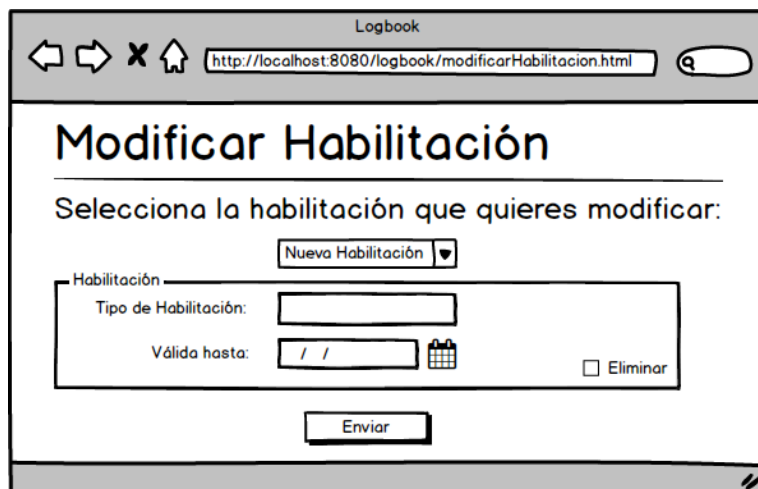 Logbook
http://localhost:8080/logbook/modificarHabilitacion.html
Modificar Habilitación
Selecciona la habilitación que quieres modificar:
Nueva Habilitación
Habilitación
Tipo de Habilitación:
Válida hasta: / /
Eliminar
Enviar